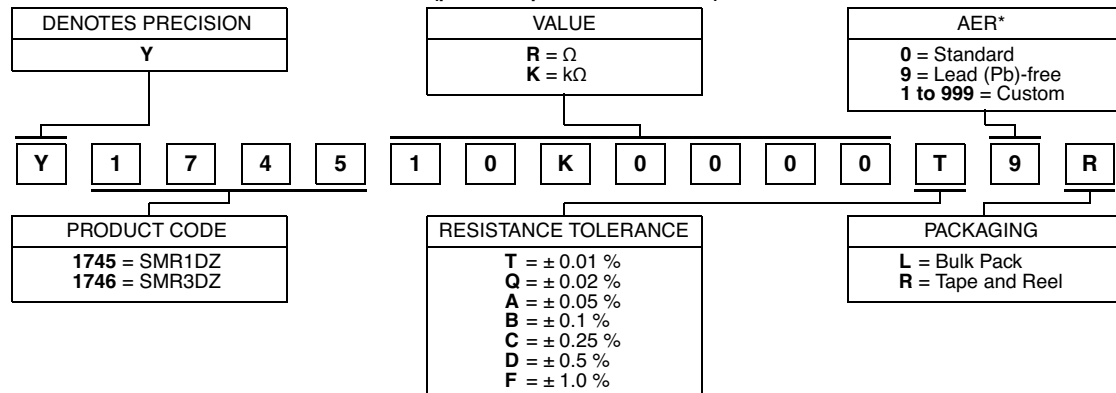 DENOTES PRECISION
Y
VALUE
R = Ω
K = kΩ
AER*
0 = Standard
9 = Lead (Pb)-free
1 to 999 = Custom
Y 1 7 4 5 1 0 K 0 0 0 0 T 9 R
PRODUCT CODE
1745 = SMR1DZ
1746 = SMR3DZ
RESISTANCE TOLERANCE
T = ± 0.01 %
Q = ± 0.02 %
A = ± 0.05 %
B = ± 0.1 %
C = ± 0.25 %
D = ± 0.5 %
F = ± 1.0 %
PACKAGING
L = Bulk Pack
R = Tape and Reel